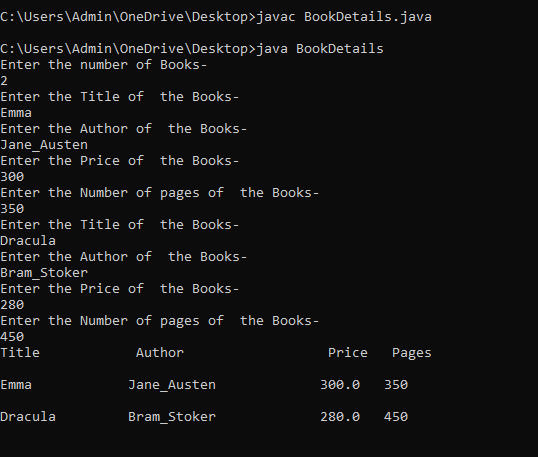 C:\Users\Admin\OneDrive\Desktop>javac BookDetails.java
C:\Users\Admin\OneDrive\Desktop>java BookDetails
Enter the number of Books-
2
Enter the Title of  the Books-
Emma
Enter the Author of  the Books-
Jane_Austen
Enter the Price of  the Books-
300
Enter the Number of pages of  the Books-
350
Enter the Title of  the Books-
Dracula
Enter the Author of  the Books-
Bram_Stoker
Enter the Price of  the Books-
280
Enter the Number of pages of  the Books-
450
Title            Author                  Price   Pages
Emma            Jane_Austen             300.0   350
Dracula         Bram_Stoker             280.0   450